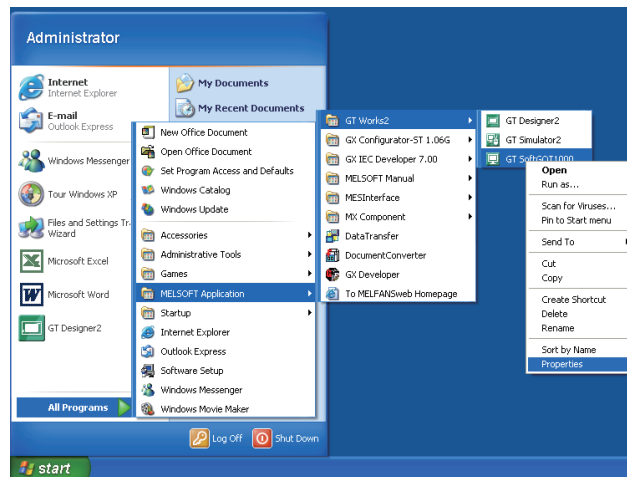 Administrator
Internet
Internet Explorer
E-mail
Outlook Express
Windows Messenger
Tour Windows XP
Files and Settings Tr
Wizard
Microsoft Excel
Microsoft Word
GT Designer2
All Programs
My Documents
My Recent Documents
New Office Document
Open Office Document
Set Program Access and Defaults
Windows Catalog
Windows Update
Accessories
Administrative Tools
Games
MELSOFT Application
Startup
Internet Explorer
Outlook Express
Software Setup
Windows Messenger
Windows Movie Maker
GT Works2
GX Configurator-ST 1.06G
GX IEC Developer 7.00
MELSOFT Manual
MESInterface
MX Component
DataTransfer
DocumentConverter
GX Developer
To MELFANSweb Homepage
GT Designer2
GT Simulator2
GT SoftGOT1000
Open
Run as...
Scan for Viruses...
Pin to Start menu
Send To
Cut
Copy
Create Shortcut
Delete
Rename
Sort by Name
Properties
Log Off
Shut Down
start